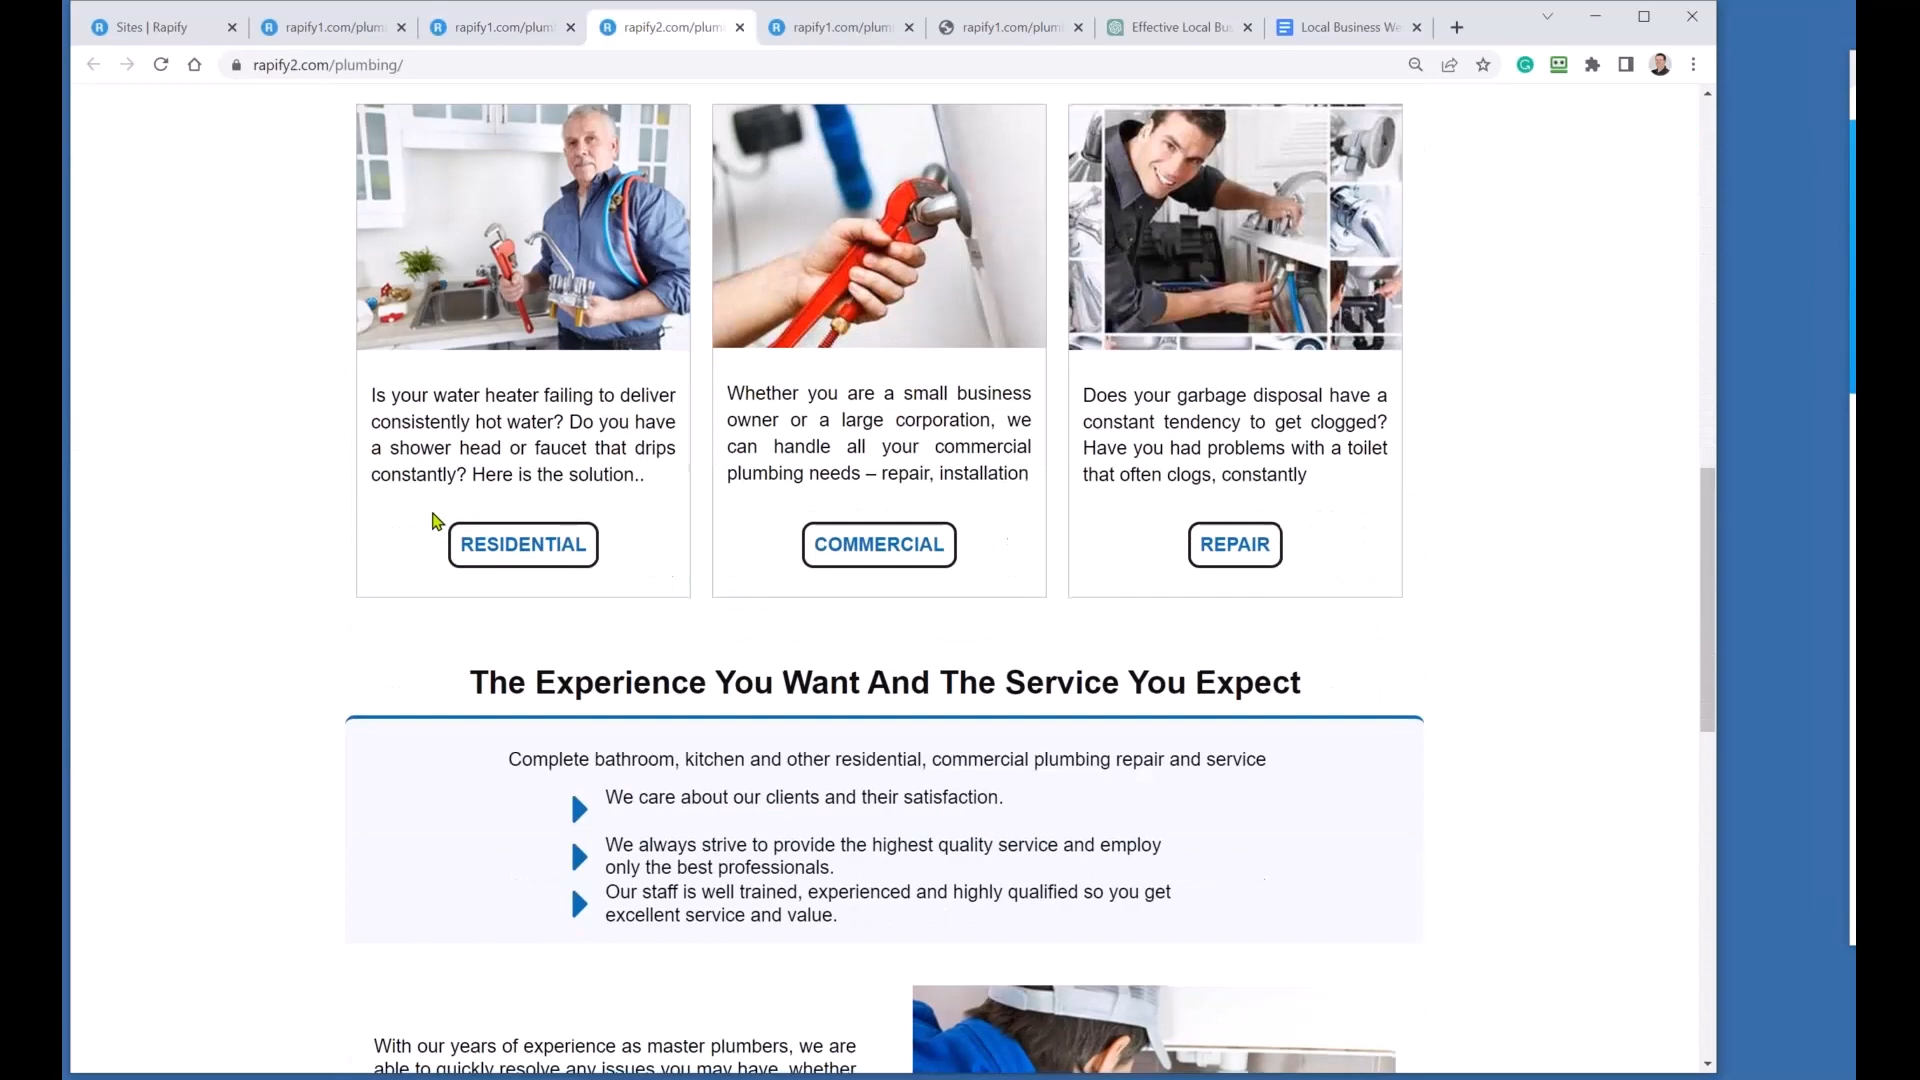 Sites | Rapify
rapify1.com/plum
rapify1.com/plum
rapify2.com/plum
rapify1.com/plum
rapify1.com/plum
Effective Local Bus
Local Business We
rapify2.com/plumbing/
Is your water heater failing to deliver
consistently hot water? Do you have
a shower head or faucet that drips
constantly? Here is the solution..
RESIDENTIAL
Whether you are a small business
owner or a large corporation, we
can handle all your commercial
plumbing needs – repair, installation
COMMERCIAL
Does your garbage disposal have a
constant tendency to get clogged?
Have you had problems with a toilet
that often clogs, constantly
REPAIR
The Experience You Want And The Service You Expect
Complete bathroom, kitchen and other residential, commercial plumbing repair and service
We care about our clients and their satisfaction.
We always strive to provide the highest quality service and employ
only the best professionals.
Our staff is well trained, experienced and highly qualified so you get
excellent service and value.
With our years of experience as master plumbers, we are
able to quickly resolve any issues you may have, whether